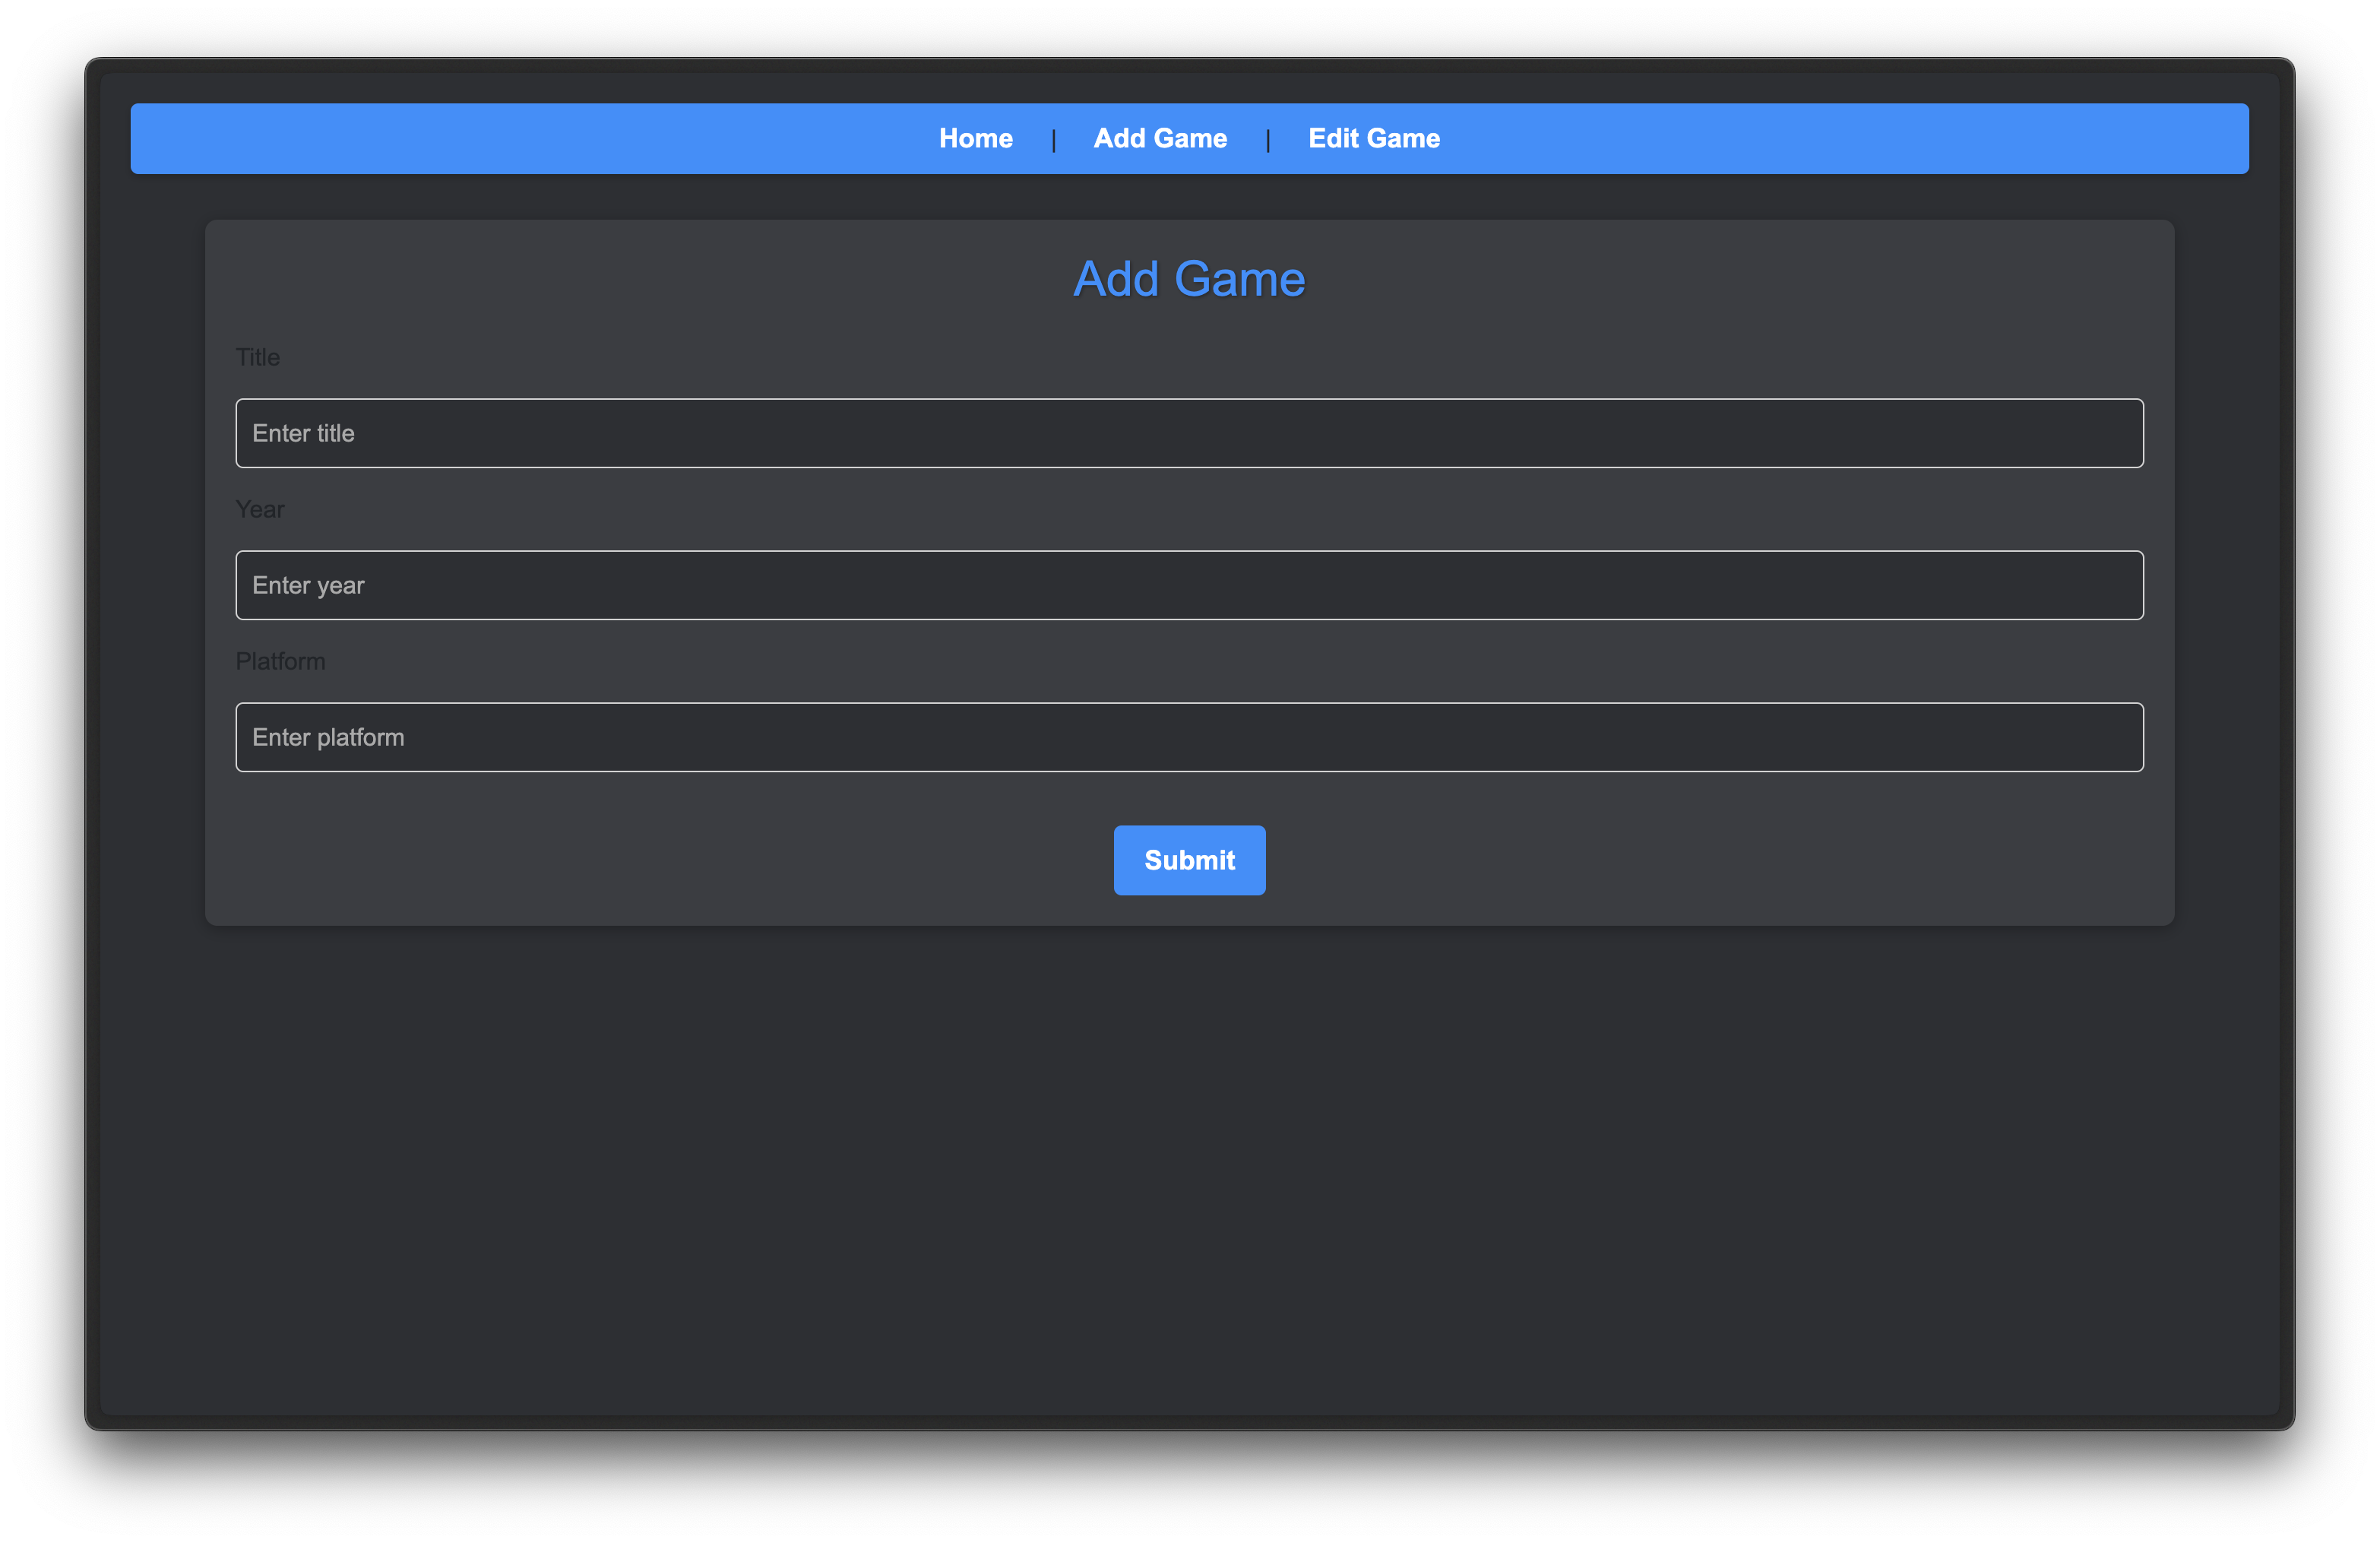 Home | Add Game | Edit Game
Add Game
Title
Enter title
Year
Enter year
Platform
Enter platform
Submit